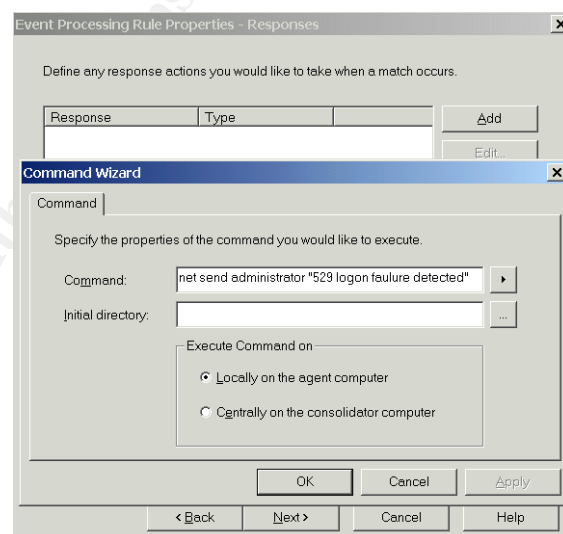 Event Processing Rule Properties - Responses
Define any response actions you would like to take when a match occurs.
Response Type
Add
Edit...
Command Wizard
Command
Specify the properties of the command you would like to execute.
Command: net send administrator "529 logon faulure detected"
Initial directory: ...
Execute Command on
Locally on the agent computer
Centrally on the consolidator computer
OK Cancel Apply
< Back Next > Cancel Help